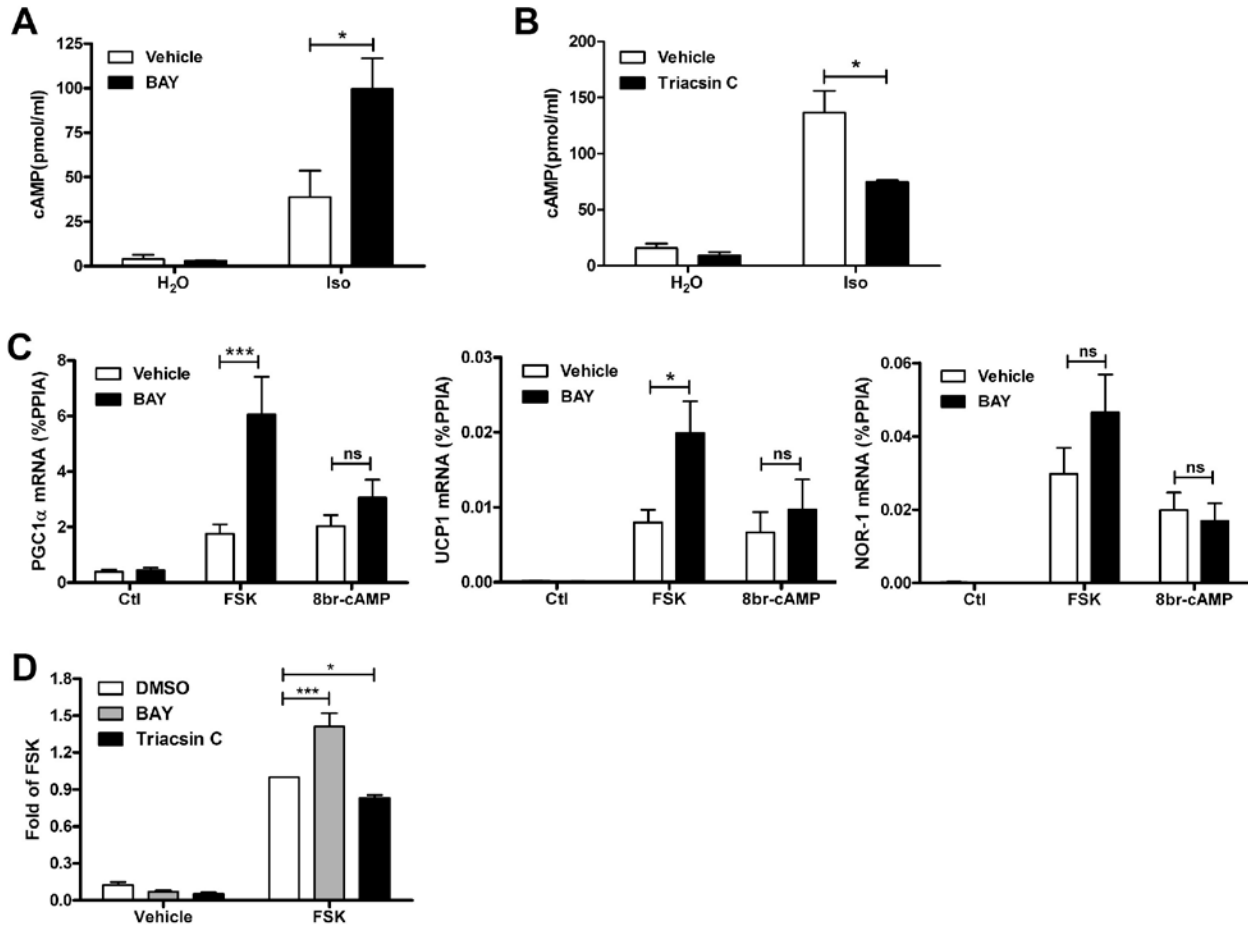 A
cAMP(pmol/ml)
125
100
75
50
25
0
Vehicle
BAY
*
H₂O
Iso
B
cAMP(pmol/ml)
200
150
100
50
0
Vehicle
Triacsin C
*
H₂O
Iso
C
PGC1α mRNA (%PPIA)
8
6
4
2
0
Vehicle
BAY
***
ns
Ctl
FSK
8br-cAMP
UCP1 mRNA (%PPIA)
0.03
0.02
0.01
0.00
Vehicle
BAY
*
ns
Ctl
FSK
8br-cAMP
NOR-1 mRNA (%PPIA)
0.06
0.04
0.02
0.00
Vehicle
BAY
ns
ns
Ctl
FSK
8br-cAMP
D
Fold of FSK
1.8
1.5
1.2
0.9
0.6
0.3
0.0
DMSO
BAY
Triacsin C
*
***
Vehicle
FSK